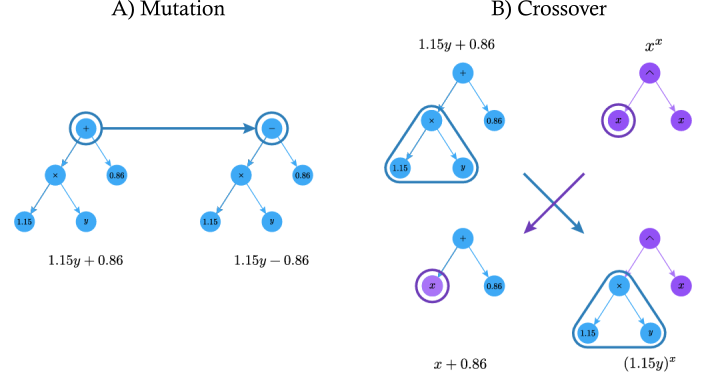 A) Mutation
B) Crossover
1.15y + 0.86
x^x
+
^
×
0.86
x
x
1.15
y
+
−
×
0.86
×
0.86
1.15
y
1.15
y
1.15y + 0.86
1.15y − 0.86
+
^
x
0.86
×
x
1.15
y
x + 0.86
(1.15y)^x